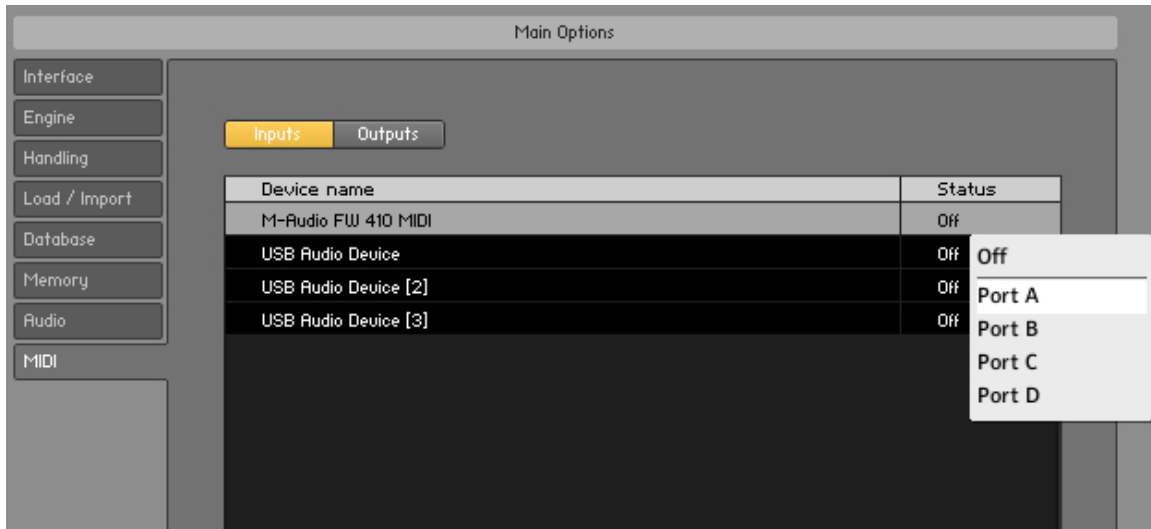 Main Options
Interface
Engine
Handling
Load / Import
Database
Memory
Audio
MIDI
Inputs Outputs
Device name Status
M-Audio FW 410 MIDI Off
USB Audio Device Off
USB Audio Device [2] Off
USB Audio Device [3] Off
Off
Port A
Port B
Port C
Port D